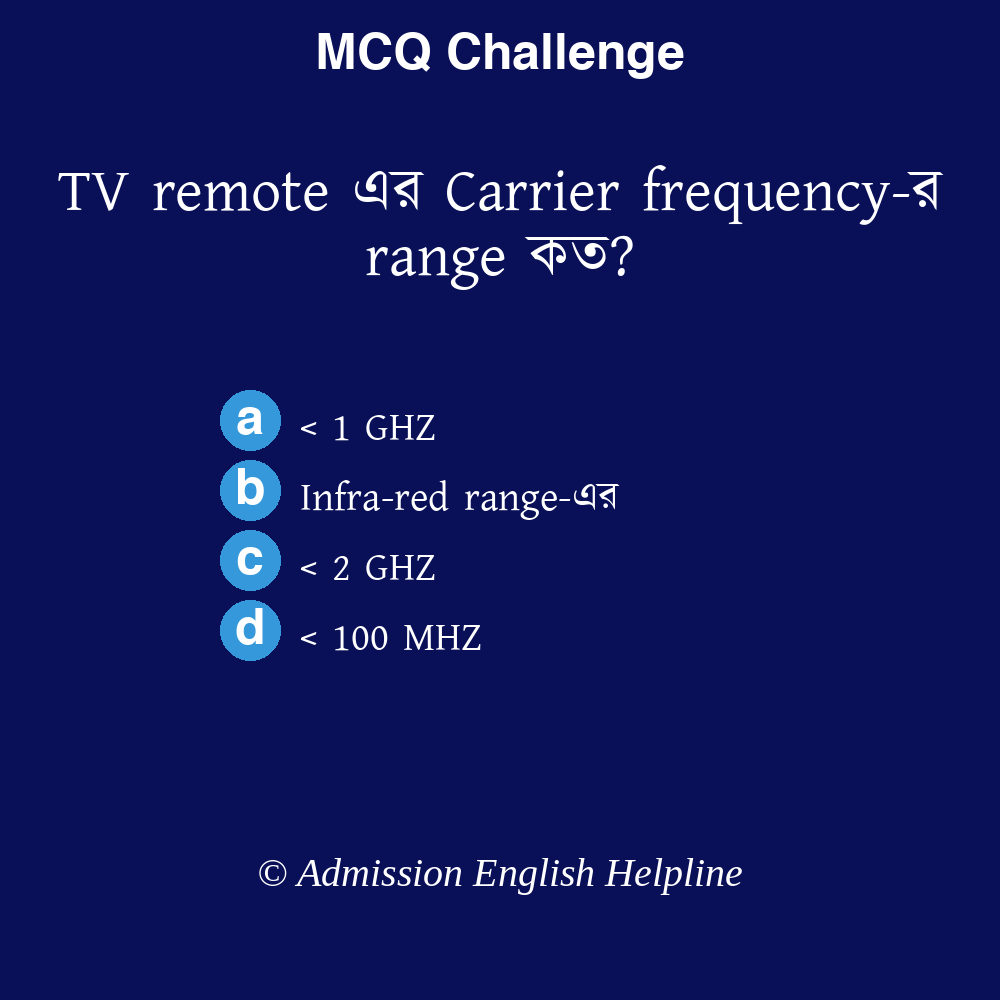 MCQ Challenge
TV remote এর Carrier frequency-র
range কত?
a < 1 GHZ
b Infra-red range-এর
c < 2 GHZ
d < 100 MHZ
© Admission English Helpline